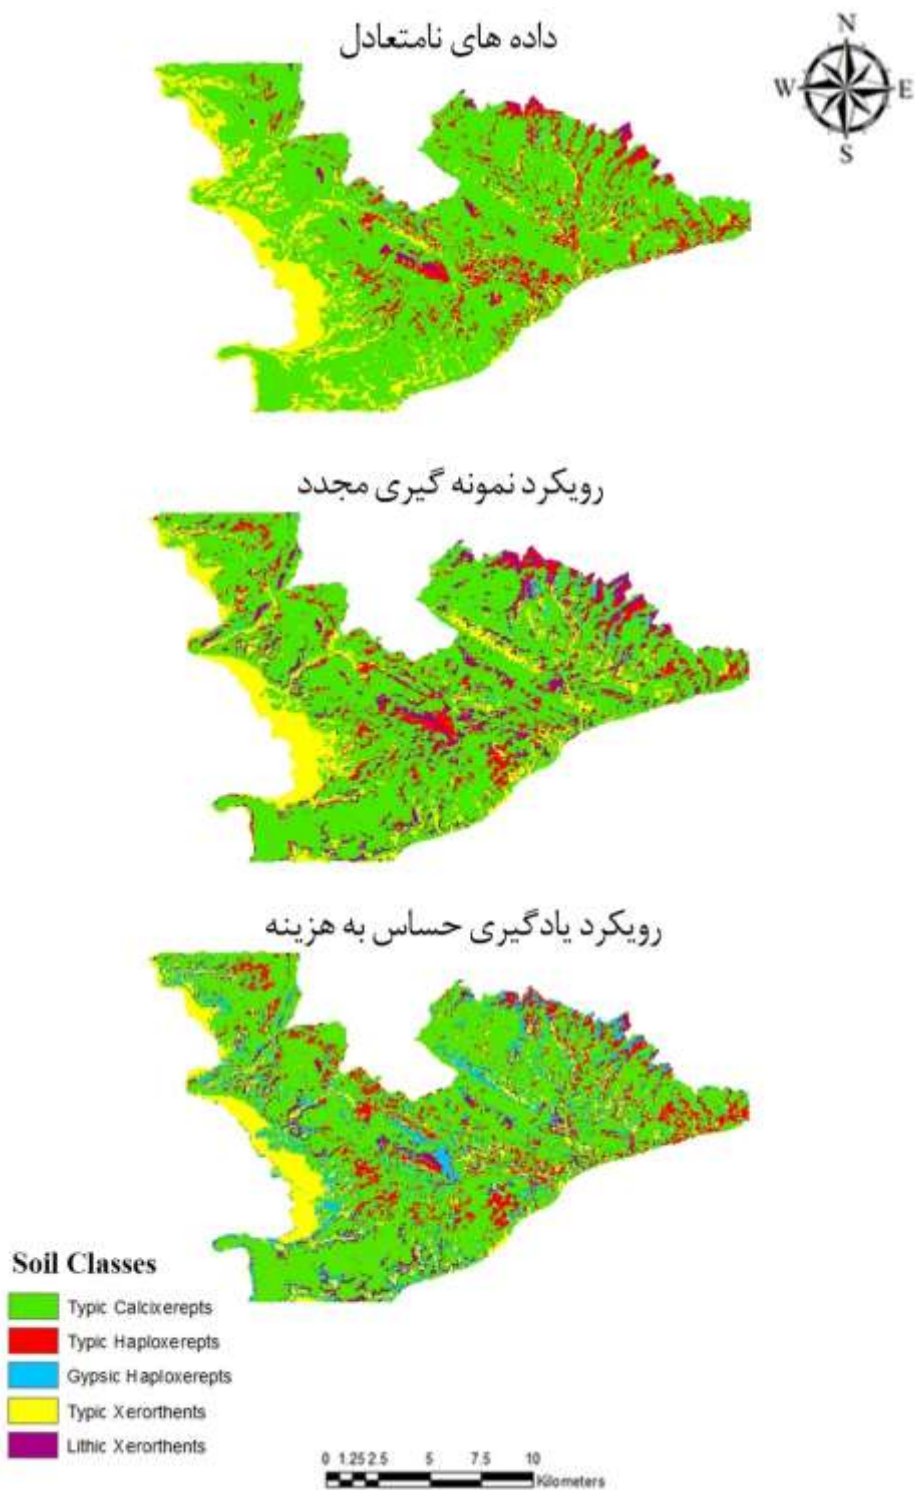 داده های نامتعادل
N
W E
S
رویکرد نمونه گیری مجدد
رویکرد یادگیری حساس به هزینه
Soil Classes
Typic Calcixerepts
Typic Haploxerepts
Gypsic Haploxerepts
Typic Xerorthents
Lithic Xerorthents
0 1.25 2.5 5 7.5 10
Kilometers